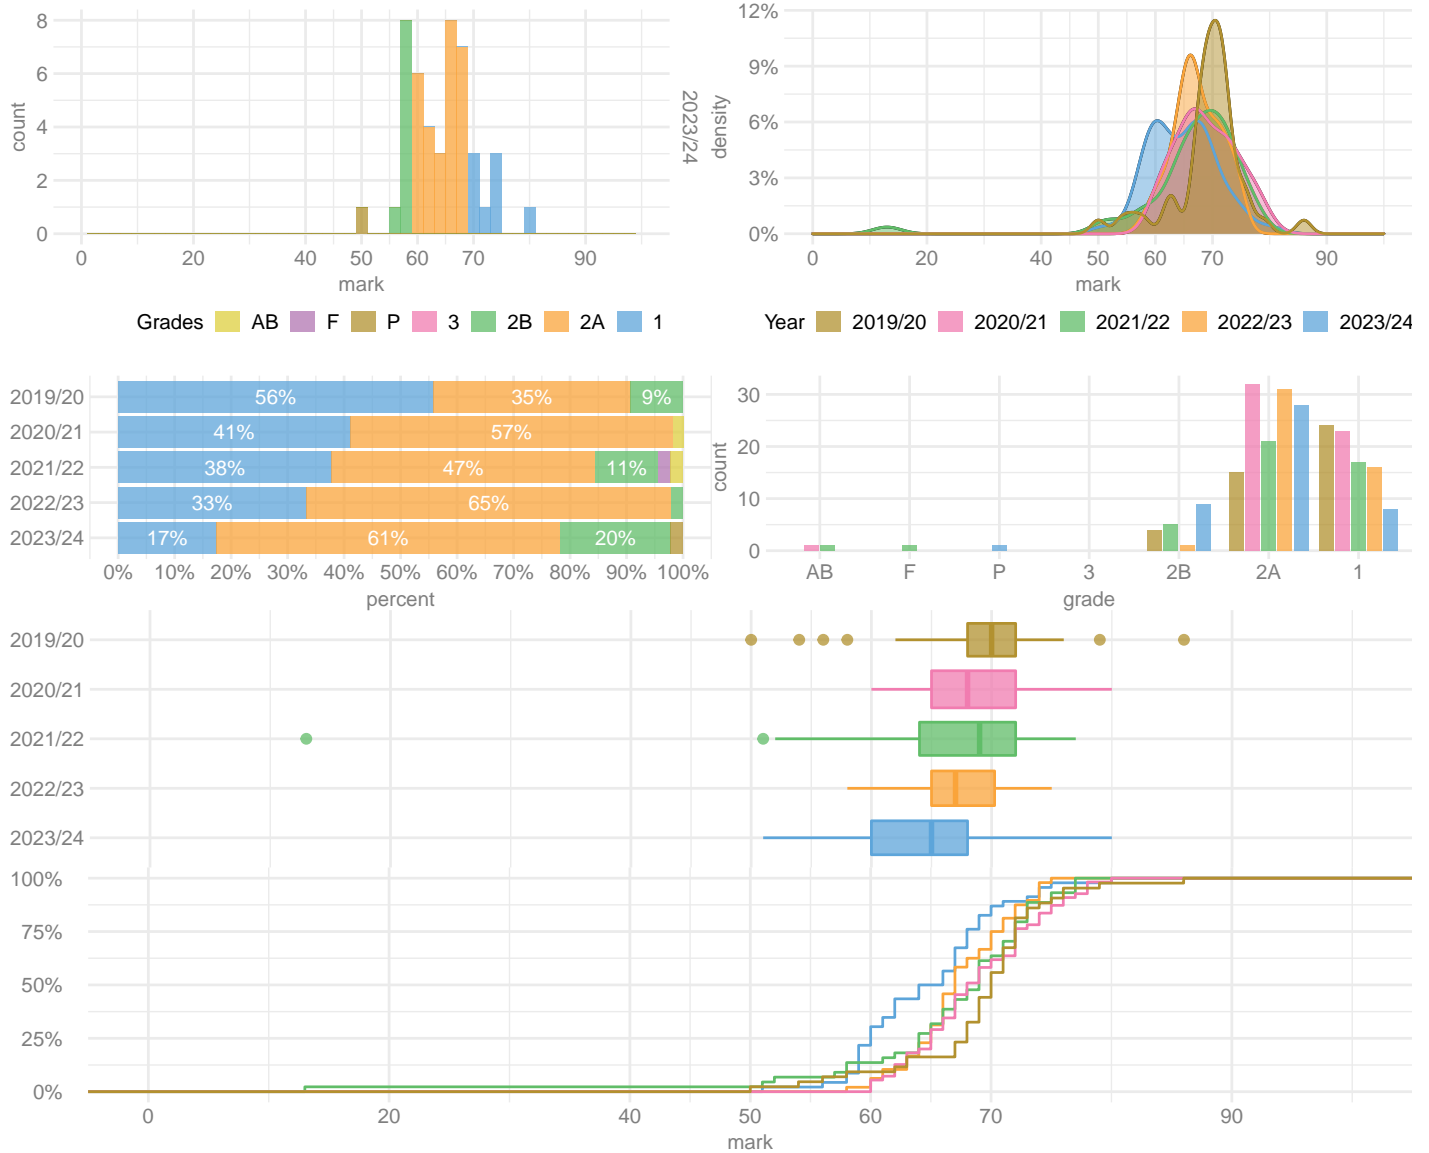 8
6
4
2
0
count
0 20 40 50 60 70 90
mark
2023/24
12%
9%
6%
3%
0%
density
0 20 40 50 60 70 90
mark
Grades AB F P 3 2B 2A 1
Year 2019/20 2020/21 2021/22 2022/23 2023/24
2019/20 56% 35% 9%
2020/21 41% 57%
2021/22 38% 47% 11%
2022/23 33% 65%
2023/24 17% 61% 20%
0% 10% 20% 30% 40% 50% 60% 70% 80% 90% 100%
percent
30
20
10
0
count
AB F P 3 2B 2A 1
grade
2019/20
2020/21
2021/22
2022/23
2023/24
100%
75%
50%
25%
0%
0 20 40 50 60 70 90
mark